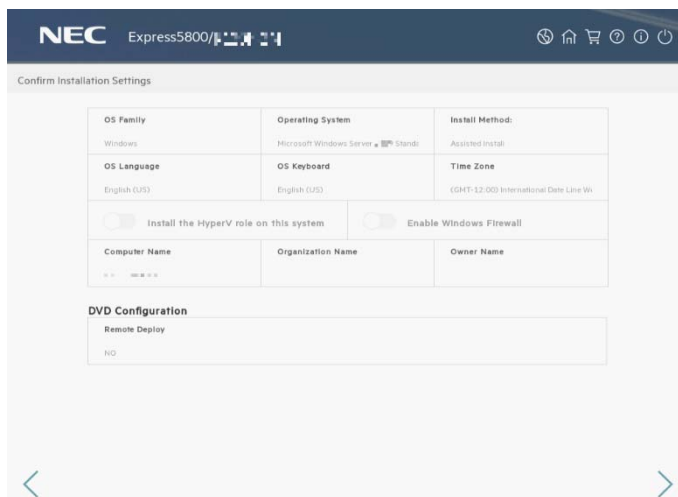 NEC Express5800/
Confirm Installation Settings
OS Family Operating System Install Method:
Windows Microsoft Windows Server Standa Assisted Install
OS Language OS Keyboard Time Zone
English (US) English (US) (GMT-12:00) International Date Line We
Install the HyperV role on this system Enable Windows Firewall
Computer Name Organization Name Owner Name
DVD Configuration
Remote Deploy
NO